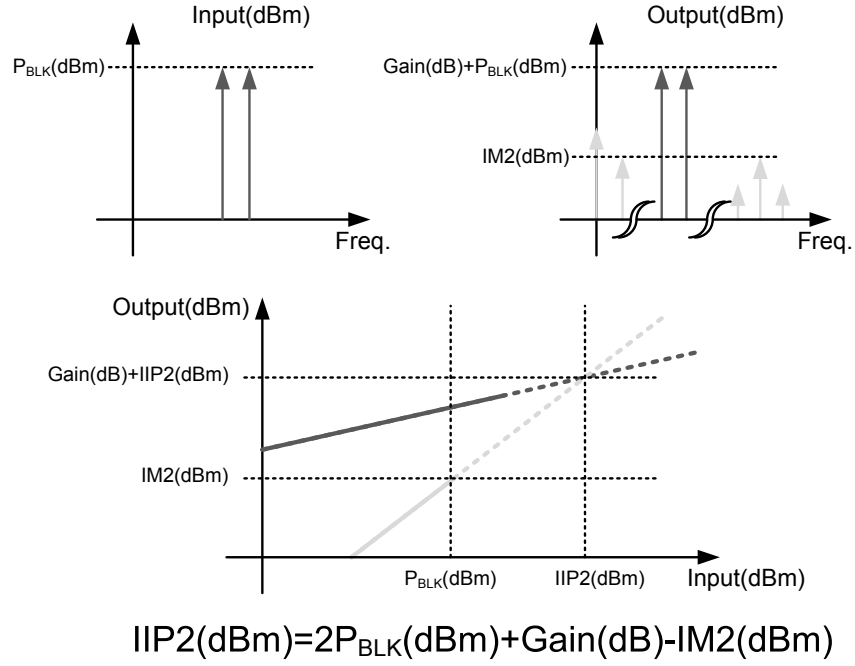 Input(dBm)
P_BLK(dBm)
Freq.
Output(dBm)
Gain(dB)+P_BLK(dBm)
IM2(dBm)
Freq.
Output(dBm)
Gain(dB)+IIP2(dBm)
IM2(dBm)
P_BLK(dBm)
IIP2(dBm)
Input(dBm)
IIP2(dBm)=2P_BLK(dBm)+Gain(dB)-IM2(dBm)